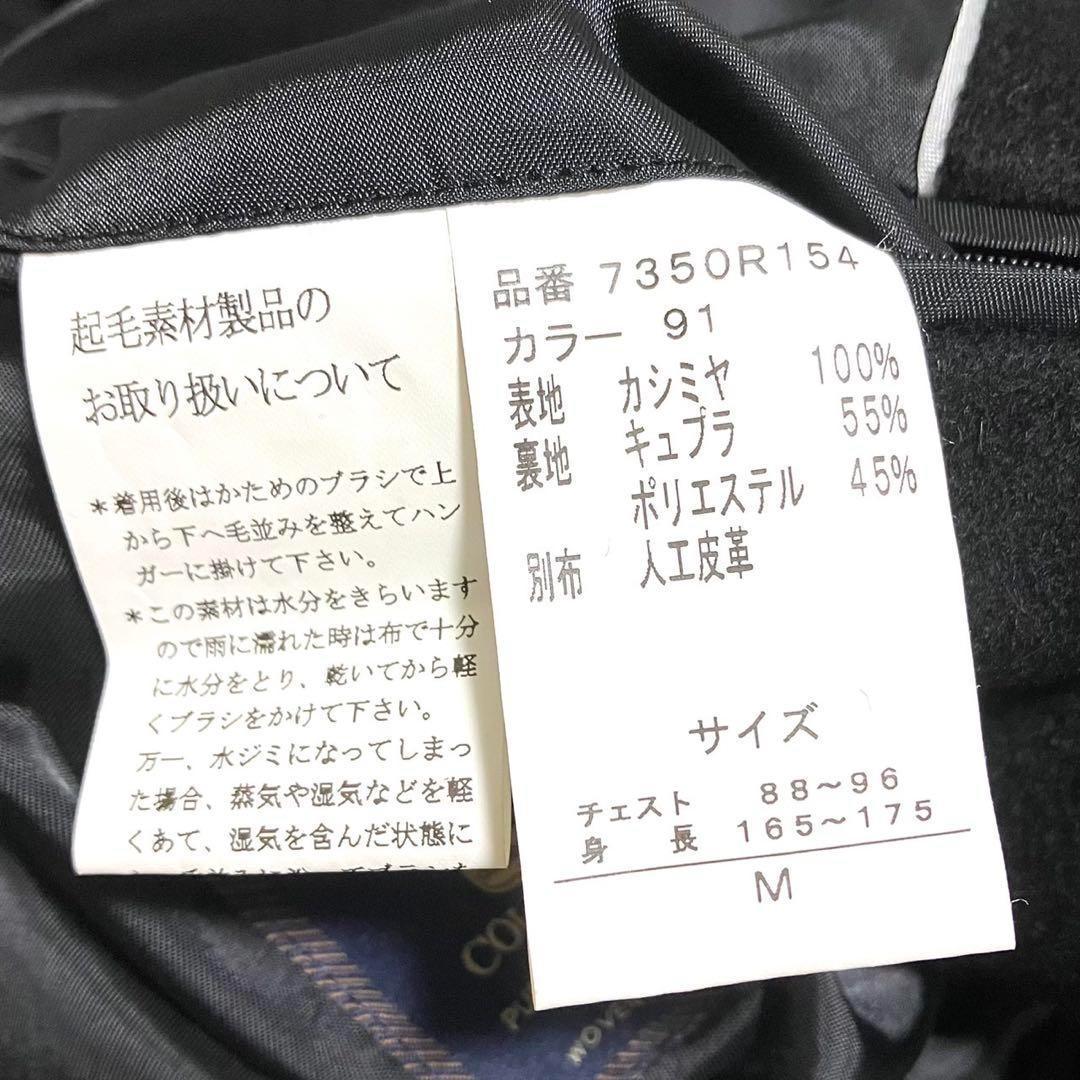 起毛素材製品の
お取り扱いについて
*着用後はかためのブラシで上
から下へ毛並みを整えてハン
ガーに掛けて下さい。
*この素材は水分をきらいます
ので雨に濡れた時は布で十分
に水分をとり、乾いてから軽
くブラシをかけて下さい。
万一、水ジミになってしまっ
た場合、蒸気や湿気などを軽
くあて、湿気を含んだ状態に
品番 7350R154
カラー 91
表地 カシミヤ 100%
裏地 キュプラ 55%
ポリエステル 45%
別布 人工皮革
サイズ
チェスト 88～96
身長 165～175
M